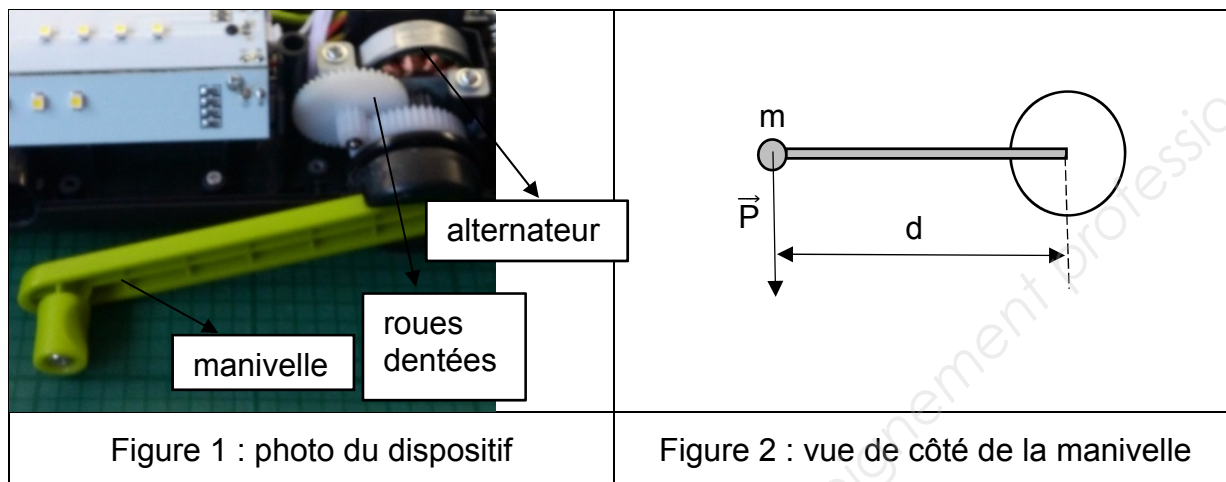 alternateur
roues
dentées
manivelle
m
P
d
Figure 1 : photo du dispositif
Figure 2 : vue de côté de la manivelle